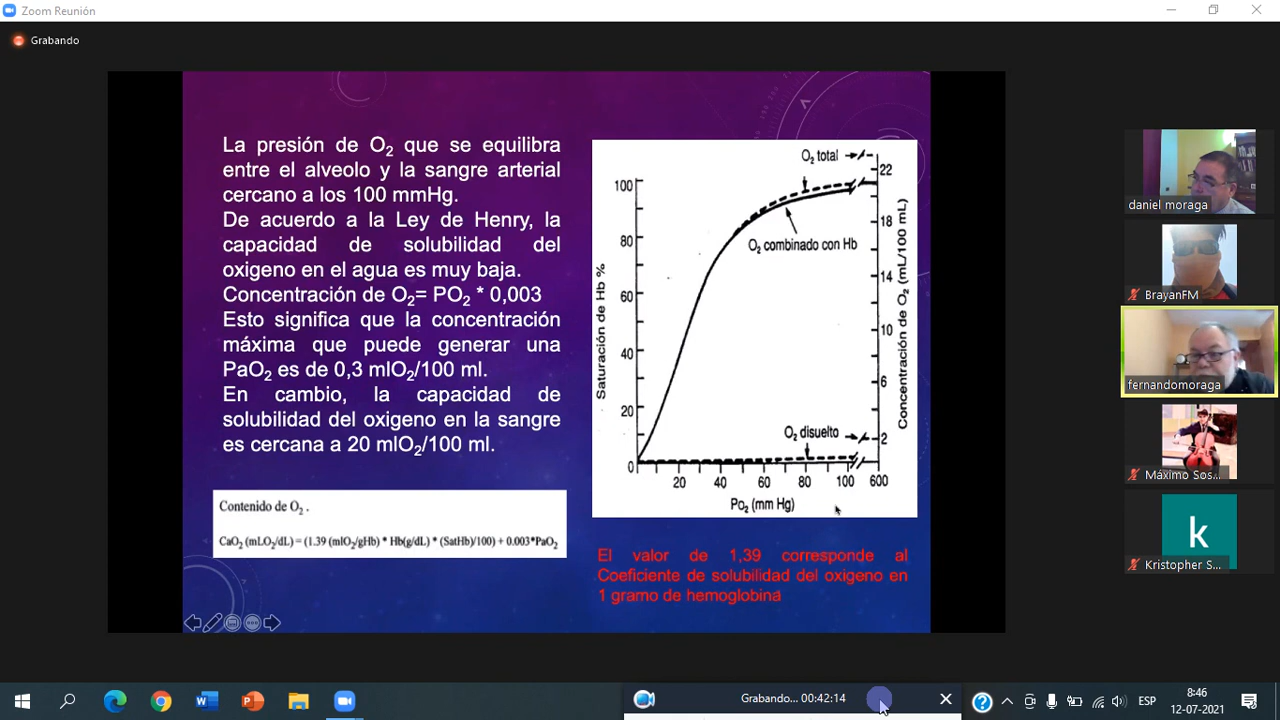 Zoom Reunión
Grabando
La presión de O₂ que se equilibra
entre el alveolo y la sangre arterial
cercano a los 100 mmHg.
De acuerdo a la Ley de Henry, la
capacidad de solubilidad del
oxigeno en el agua es muy baja.
Concentración de O₂= PO₂ * 0,003
Esto significa que la concentración
máxima que puede generar una
PaO₂ es de 0,3 mlO₂/100 ml.
En cambio, la capacidad de
solubilidad del oxigeno en la sangre
es cercana a 20 mlO₂/100 ml.
Contenido de O₂ .
CaO₂ (mLO₂/dL) = (1.39 (mlO₂/gHb) * Hb(g/dL) * (SatHb)/100) + 0.003*PaO₂
O₂ total
O₂ combinado con Hb
O₂ disuelto
Saturación de Hb %
100
80
60
40
20
0
Concentración de O₂ (mL/100 mL)
22
18
14
10
6
2
20 40 60 80 100 600
Po₂ (mm Hg)
El valor de 1,39 corresponde al
Coeficiente de solubilidad del oxigeno en
1 gramo de hemoglobina
daniel moraga
BrayanFM
fernandomoraga
Máximo Sos...
k
Kristopher S...
Grabando... 00:42:14
ESP
8:46
12-07-2021